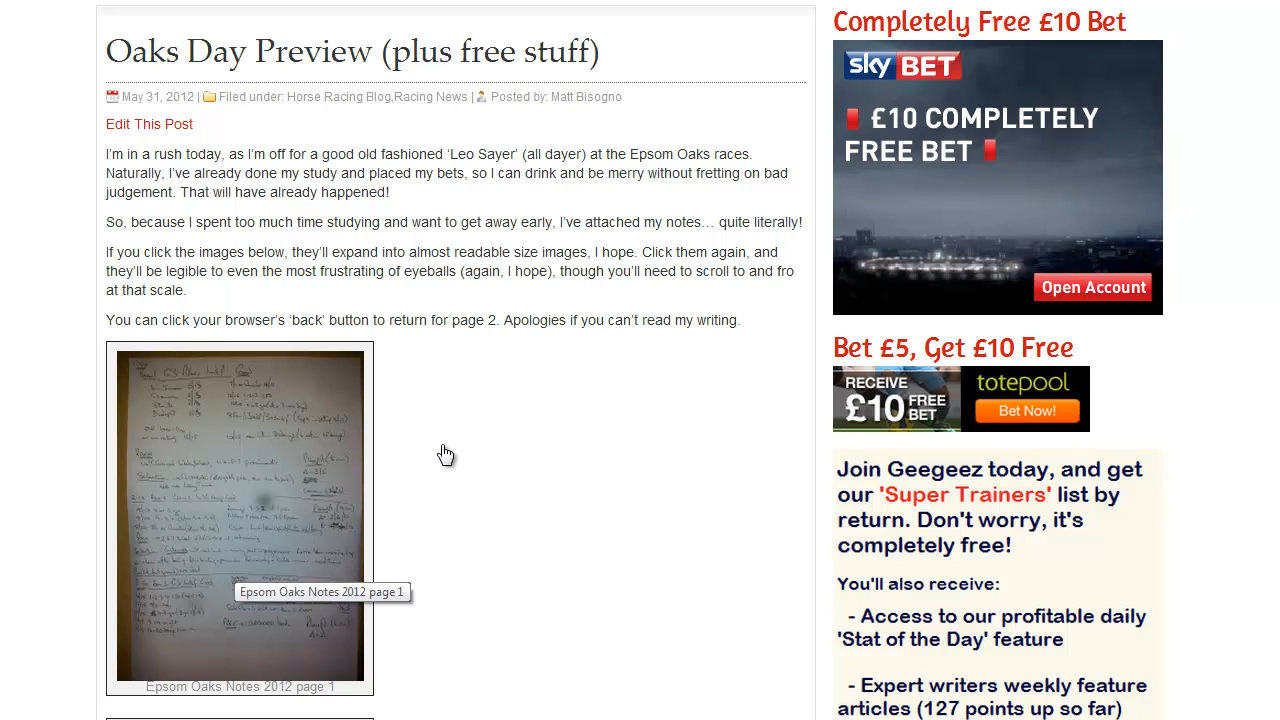 Oaks Day Preview (plus free stuff)
May 31, 2012 | Filed under: Horse Racing Blog,Racing News | Posted by: Matt Bisogno
Edit This Post
I'm in a rush today, as I'm off for a good old fashioned 'Leo Sayer' (all dayer) at the Epsom Oaks races.
Naturally, I've already done my study and placed my bets, so I can drink and be merry without fretting on bad
judgement. That will have already happened!
So, because I spent too much time studying and want to get away early, I've attached my notes… quite literally!
If you click the images below, they'll expand into almost readable size images, I hope. Click them again, and
they'll be legible to even the most frustrating of eyeballs (again, I hope), though you'll need to scroll to and fro
at that scale.
You can click your browser's 'back' button to return for page 2. Apologies if you can't read my writing.
Epsom Oaks Notes 2012 page 1
Epsom Oaks Notes 2012 page 1
Completely Free £10 Bet
sky BET
£10 COMPLETELY
FREE BET
Open Account
Bet £5, Get £10 Free
RECEIVE
£10 FREE
BET
totepool
Bet Now!
Join Geegeez today, and get
our 'Super Trainers' list by
return. Don't worry, it's
completely free!
You'll also receive:
- Access to our profitable daily
'Stat of the Day' feature
- Expert writers weekly feature
articles (127 points up so far)